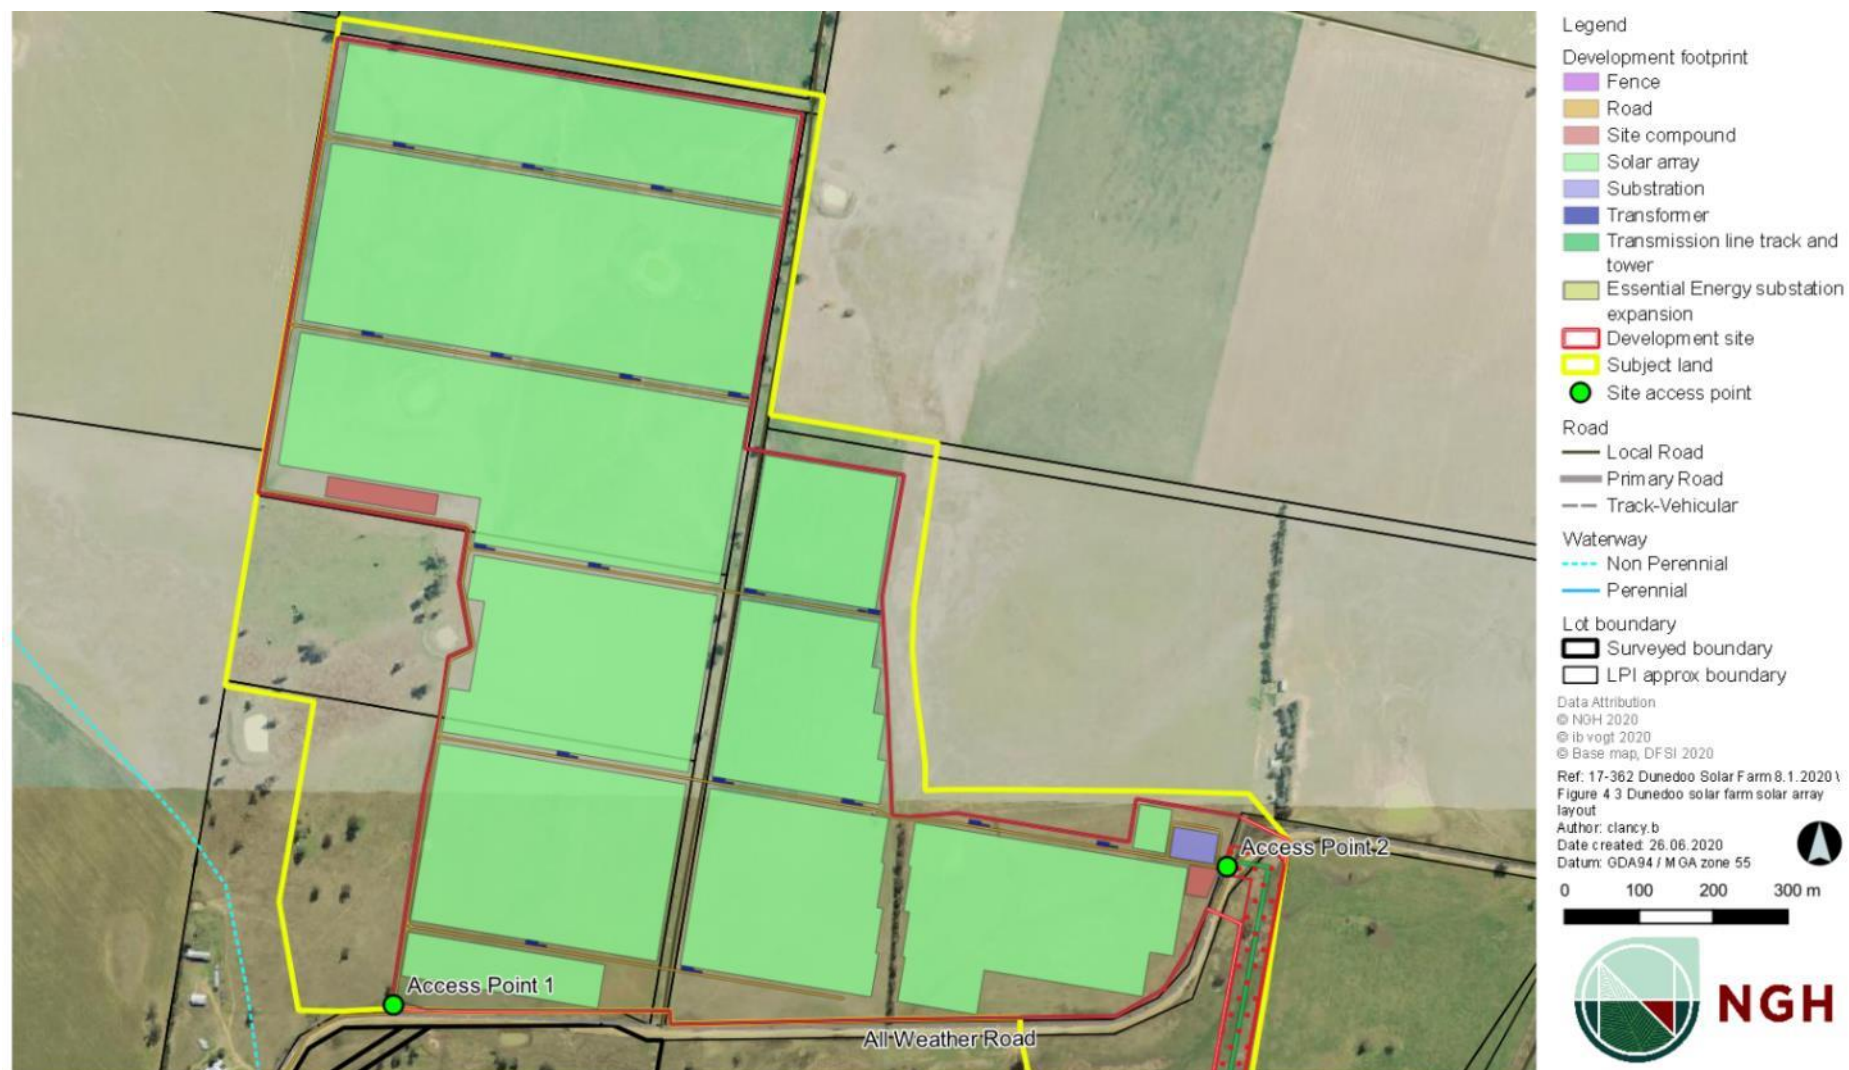 Access Point 1
Access Point 2
All Weather Road
Legend
Development footprint
Fence
Road
Site compound
Solar array
Substration
Transformer
Transmission line track and
tower
Essential Energy substation
expansion
Development site
Subject land
Site access point
Road
Local Road
Primary Road
Track-Vehicular
Waterway
Non Perennial
Perennial
Lot boundary
Surveyed boundary
LPI approx boundary
Data Attribution
© NGH 2020
© ib vogt 2020
© Base map, DFSI 2020
Ref: 17-362 Dunedoo Solar Farm 8.1.2020 \
Figure 4 3 Dunedoo solar farm solar array
layout
Author: clancy.b
Date created: 26.06.2020
Datum: GDA94 / MGA zone 55
0 100 200 300 m
NGH